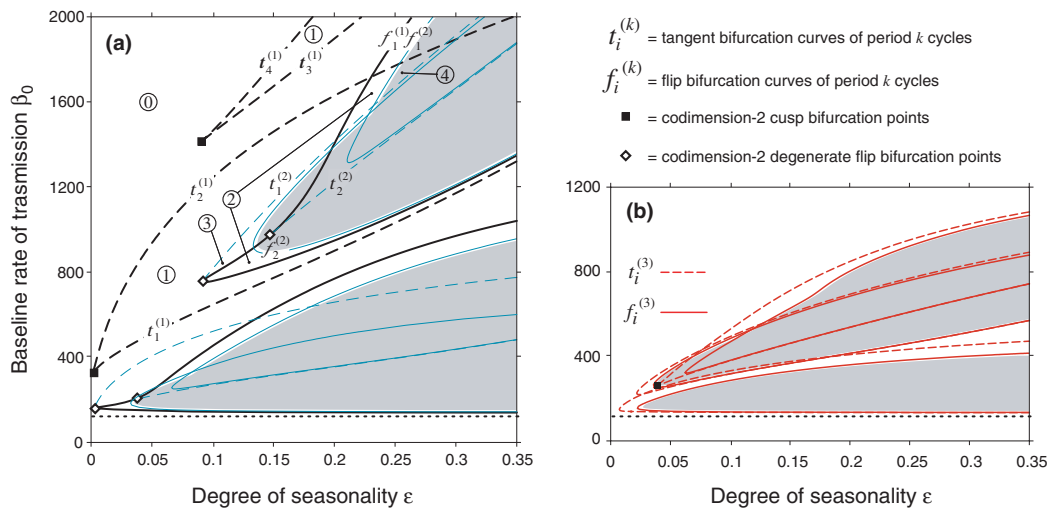 (a)
2000
1600
1200
800
400
0
Baseline rate of trasmission β0
0 0.05 0.1 0.15 0.2 0.25 0.3 0.35
Degree of seasonality ε
⓪
①
t4(1)
t3(1)
f1(1) f1(2)
④
t2(1)
t1(2)
t2(2)
②
③
f2(2)
①
t1(1)
ti(k) = tangent bifurcation curves of period k cycles
fi(k) = flip bifurcation curves of period k cycles
= codimension-2 cusp bifurcation points
= codimension-2 degenerate flip bifurcation points
(b)
1200
800
400
0
ti(3)
fi(3)
0 0.05 0.1 0.15 0.2 0.25 0.3 0.35
Degree of seasonality ε